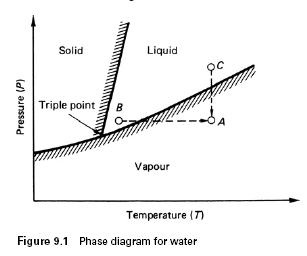 Solid
Liquid
C
Triple point
B
A
Vapour
Pressure (P)
Temperature (T)
Figure 9.1 Phase diagram for water